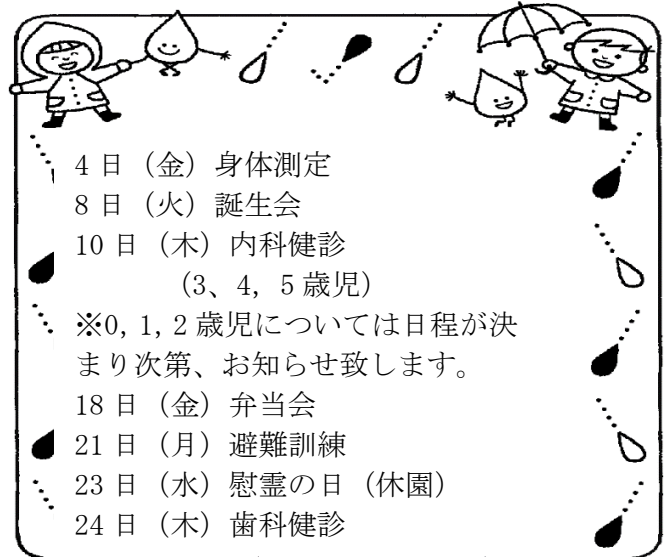 4日（金）身体測定
8日（火）誕生会
10日（木）内科健診
（3、4, 5歳児）
※0, 1, 2歳児については日程が決
まり次第、お知らせ致します。
18日（金）弁当会
21日（月）避難訓練
23日（水）慰霊の日（休園）
24日（木）歯科健診